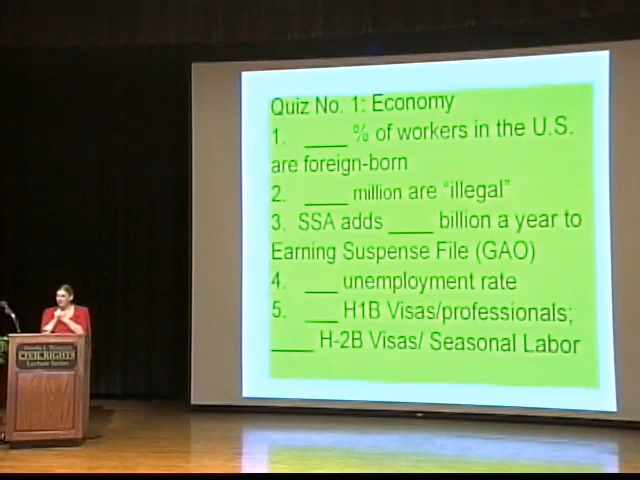 Quiz No. 1: Economy
1. ____ % of workers in the U.S.
are foreign-born
2. ____ million are "illegal"
3. SSA adds ____ billion a year to
Earning Suspense File (GAO)
4. ___ unemployment rate
5. ___ H1B Visas/professionals;
____ H-2B Visas/ Seasonal Labor
CIVIL RIGHTS
Lecture Series